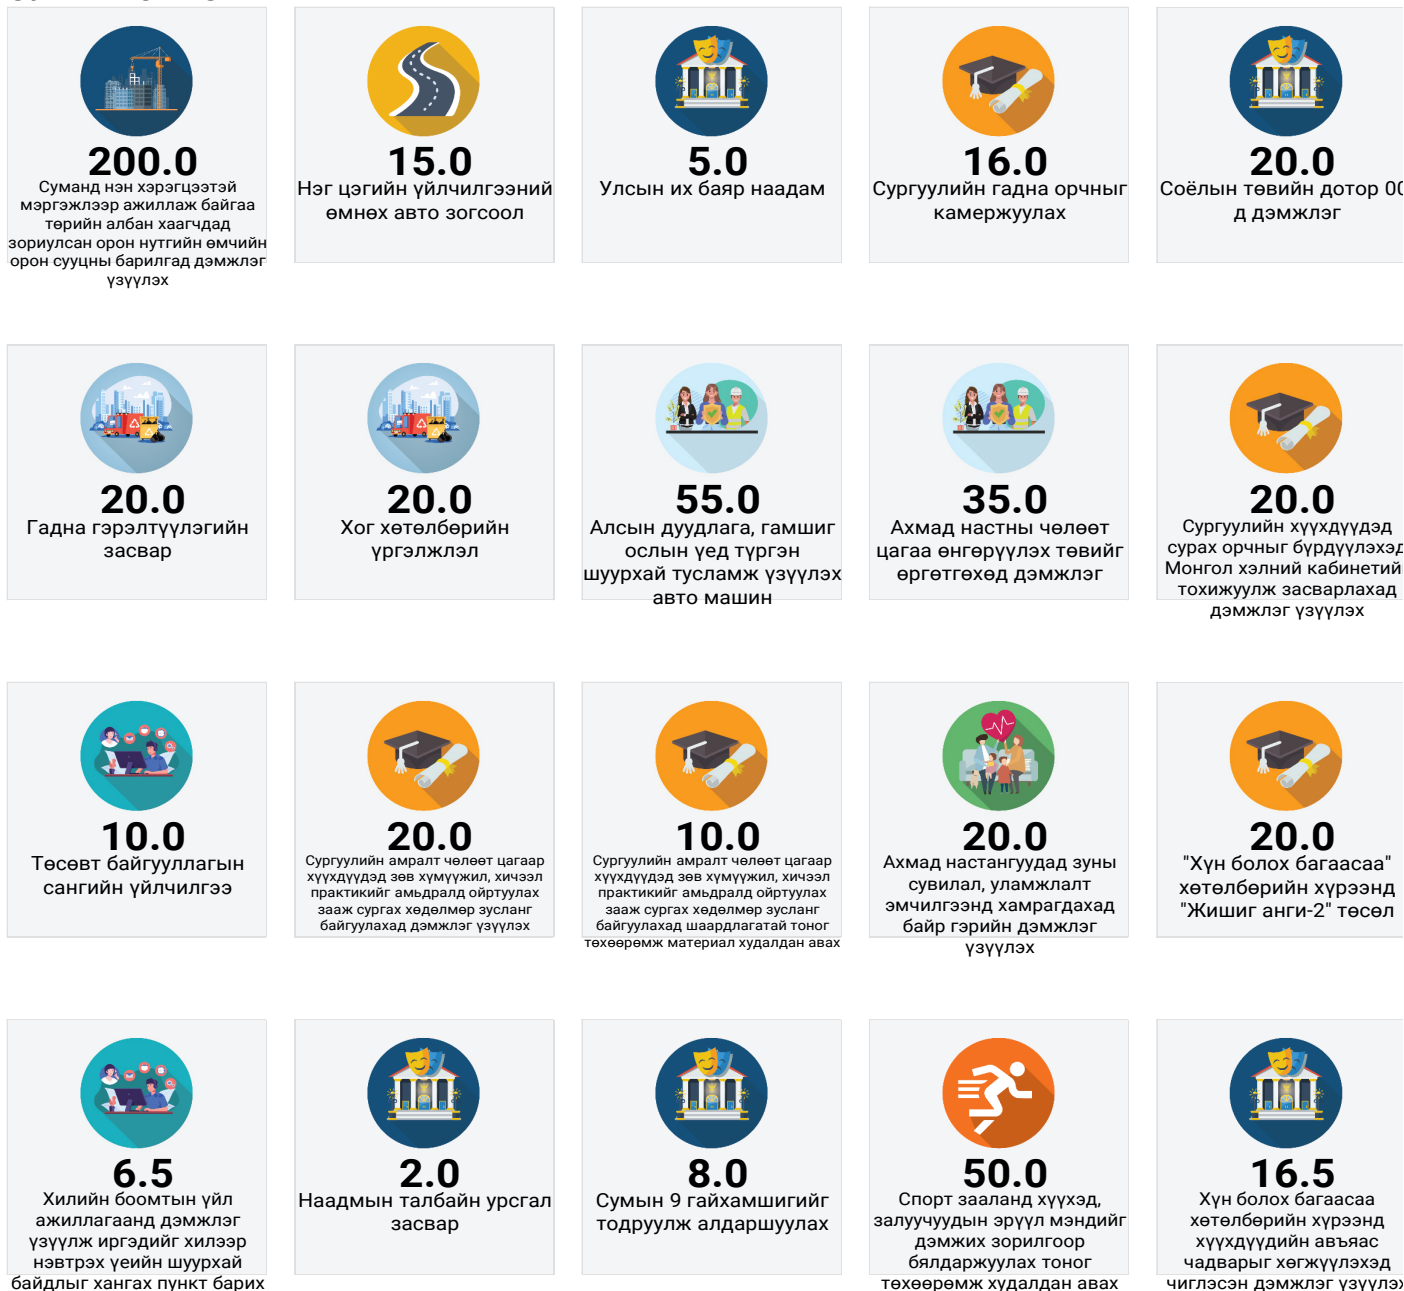 200.0
Суманд нэн хэрэгцээтэй
мэргэжлээр ажиллаж байгаа
төрийн албан хаагчдад
зориулсан орон нутгийн өмчийн
орон сууцны барилгад дэмжлэг
үзүүлэх
15.0
Нэг цэгийн үйлчилгээний
өмнөх авто зогсоол
5.0
Улсын их баяр наадам
16.0
Сургуулийн гадна орчныг
камержуулах
20.0
Соёлын төвийн дотор 00
д дэмжлэг
20.0
Гадна гэрэлтүүлэгийн
засвар
20.0
Хог хөтөлбөрийн
үргэлжлэл
55.0
Алсын дуудлага, гамшиг
ослын үед түргэн
шуурхай тусламж үзүүлэх
авто машин
35.0
Ахмад настны чөлөөт
цагаа өнгөрүүлэх төвийг
өргөтгөхөд дэмжлэг
20.0
Сургуулийн хүүхдүүдэд
сурах орчныг бүрдүүлэхэд
Монгол хэлний кабинетий
тохижуулж засварлахад
дэмжлэг үзүүлэх
10.0
Төсөвт байгууллагын
сангийн үйлчилгээ
20.0
Сургуулийн амралт чөлөөт цагаар
хүүхдүүдэд зөв хүмүүжил, хичээл
практикийг амьдралд ойртуулах
зааж сургах хөдөлмөр зусланг
байгуулахад дэмжлэг үзүүлэх
10.0
Сургуулийн амралт чөлөөт цагаар
хүүхдүүдэд зөв хүмүүжил, хичээл
практикийг амьдралд ойртуулах
зааж сургах хөдөлмөр зусланг
байгуулахад шаардлагатай тоног
төхөөрөмж материал худалдан авах
20.0
Ахмад настангуудад зуны
сувилал, уламжлалт
эмчилгээнд хамрагдахад
байр гэрийн дэмжлэг
үзүүлэх
20.0
"Хүн болох багаасаа"
хөтөлбөрийн хүрээнд
"Жишиг анги-2" төсөл
6.5
Хилийн боомтын үйл
ажиллагаанд дэмжлэг
үзүүлж иргэдийг хилээр
нэвтрэх үеийн шуурхай
байдлыг хангах пункт барих
2.0
Наадмын талбайн урсгал
засвар
8.0
Сумын 9 гайхамшигийг
тодруулж алдаршуулах
50.0
Спорт зааланд хүүхэд,
залуучуудын эрүүл мэндийг
дэмжих зорилгоор
бялдаржуулах тоног
төхөөрөмж худалдан авах
16.5
Хүн болох багаасаа
хөтөлбөрийн хүрээнд
хүүхдүүдийн авъяас
чадварыг хөгжүүлэхэд
чиглэсэн дэмжлэг үзүүлэх